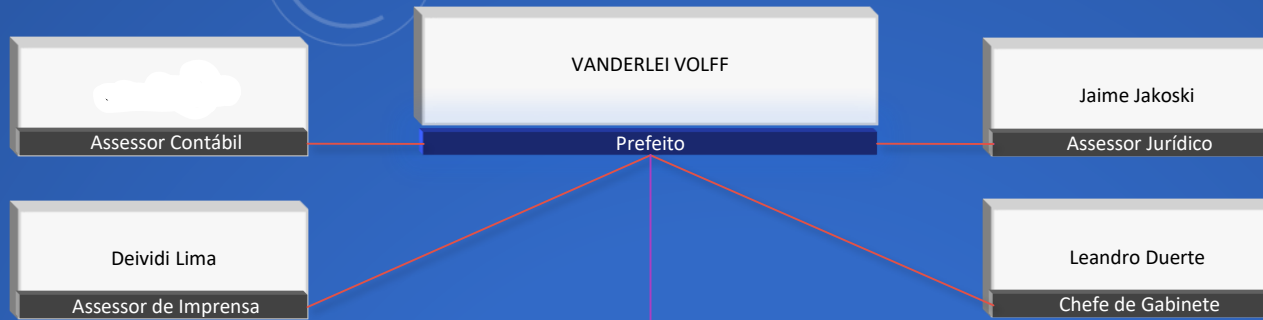 VANDERLEI VOLFF
Prefeito
Assessor Contábil
Jaime Jakoski
Assessor Jurídico
Deividi Lima
Assessor de Imprensa
Leandro Duerte
Chefe de Gabinete